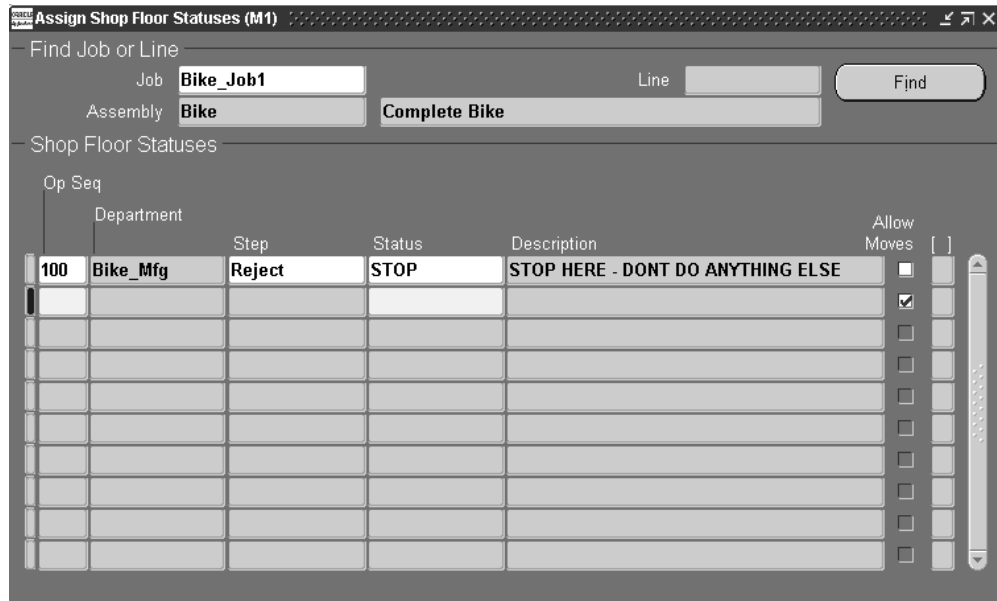 ORACLE Assign Shop Floor Statuses (M1)
Find Job or Line
Job Bike_Job1 Line Find
Assembly Bike Complete Bike
Shop Floor Statuses
Op Seq
Department
Allow
Step Status Description Moves [ ]
100 Bike_Mfg Reject STOP STOP HERE - DONT DO ANYTHING ELSE